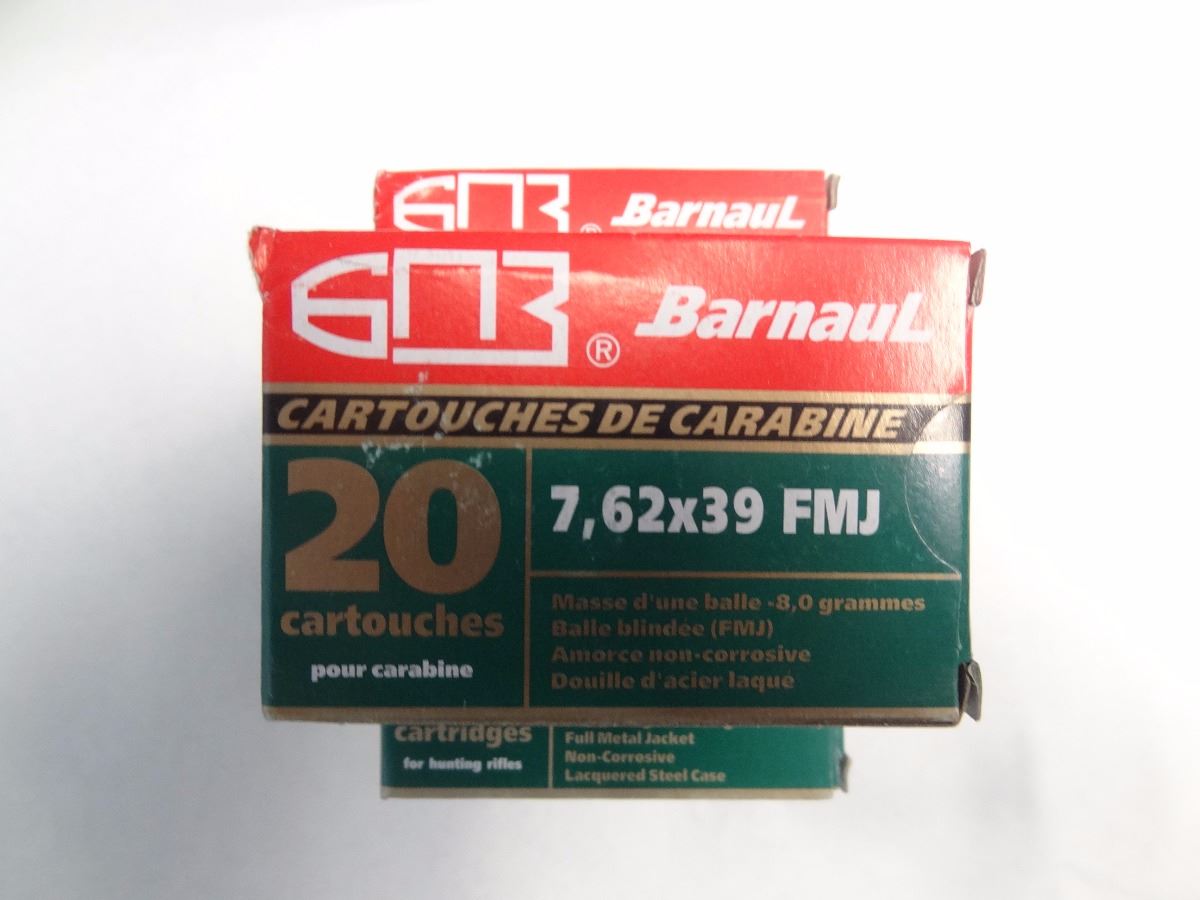 БПЗ Barnaul
БПЗ ® Barnaul
CARTOUCHES DE CARABINE
20
cartouches
pour carabine
7,62x39 FMJ
Masse d'une balle -8,0 grammes
Balle blindée (FMJ)
Amorce non-corrosive
Douille d'acier laqué
cartridges
for hunting rifles
Full Metal Jacket
Non-Corrosive
Lacquered Steel Case